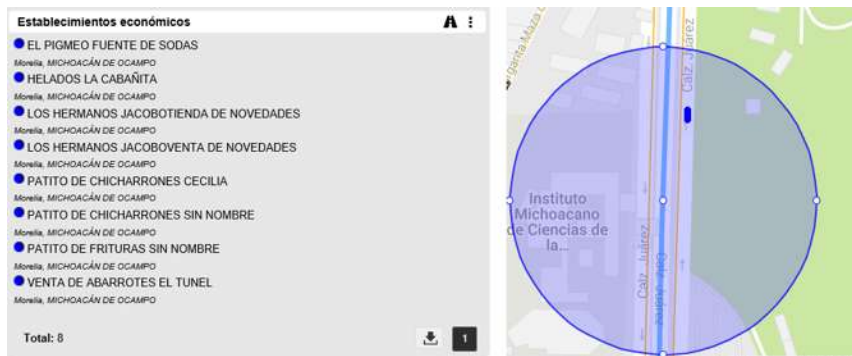 Establecimientos económicos
EL PIGMEO FUENTE DE SODAS
Morelia, MICHOACÁN DE OCAMPO
HELADOS LA CABAÑITA
Morelia, MICHOACÁN DE OCAMPO
LOS HERMANOS JACOBOTIENDA DE NOVEDADES
Morelia, MICHOACÁN DE OCAMPO
LOS HERMANOS JACOBOVENTA DE NOVEDADES
Morelia, MICHOACÁN DE OCAMPO
PATITO DE CHICHARRONES CECILIA
Morelia, MICHOACÁN DE OCAMPO
PATITO DE CHICHARRONES SIN NOMBRE
Morelia, MICHOACÁN DE OCAMPO
PATITO DE FRITURAS SIN NOMBRE
Morelia, MICHOACÁN DE OCAMPO
VENTA DE ABARROTES EL TUNEL
Morelia, MICHOACÁN DE OCAMPO
Total: 8
1
Maza
Calz. Juárez
Instituto
Michoacano
de Ciencias de
la...
Calz. Juárez
Calz. Juárez